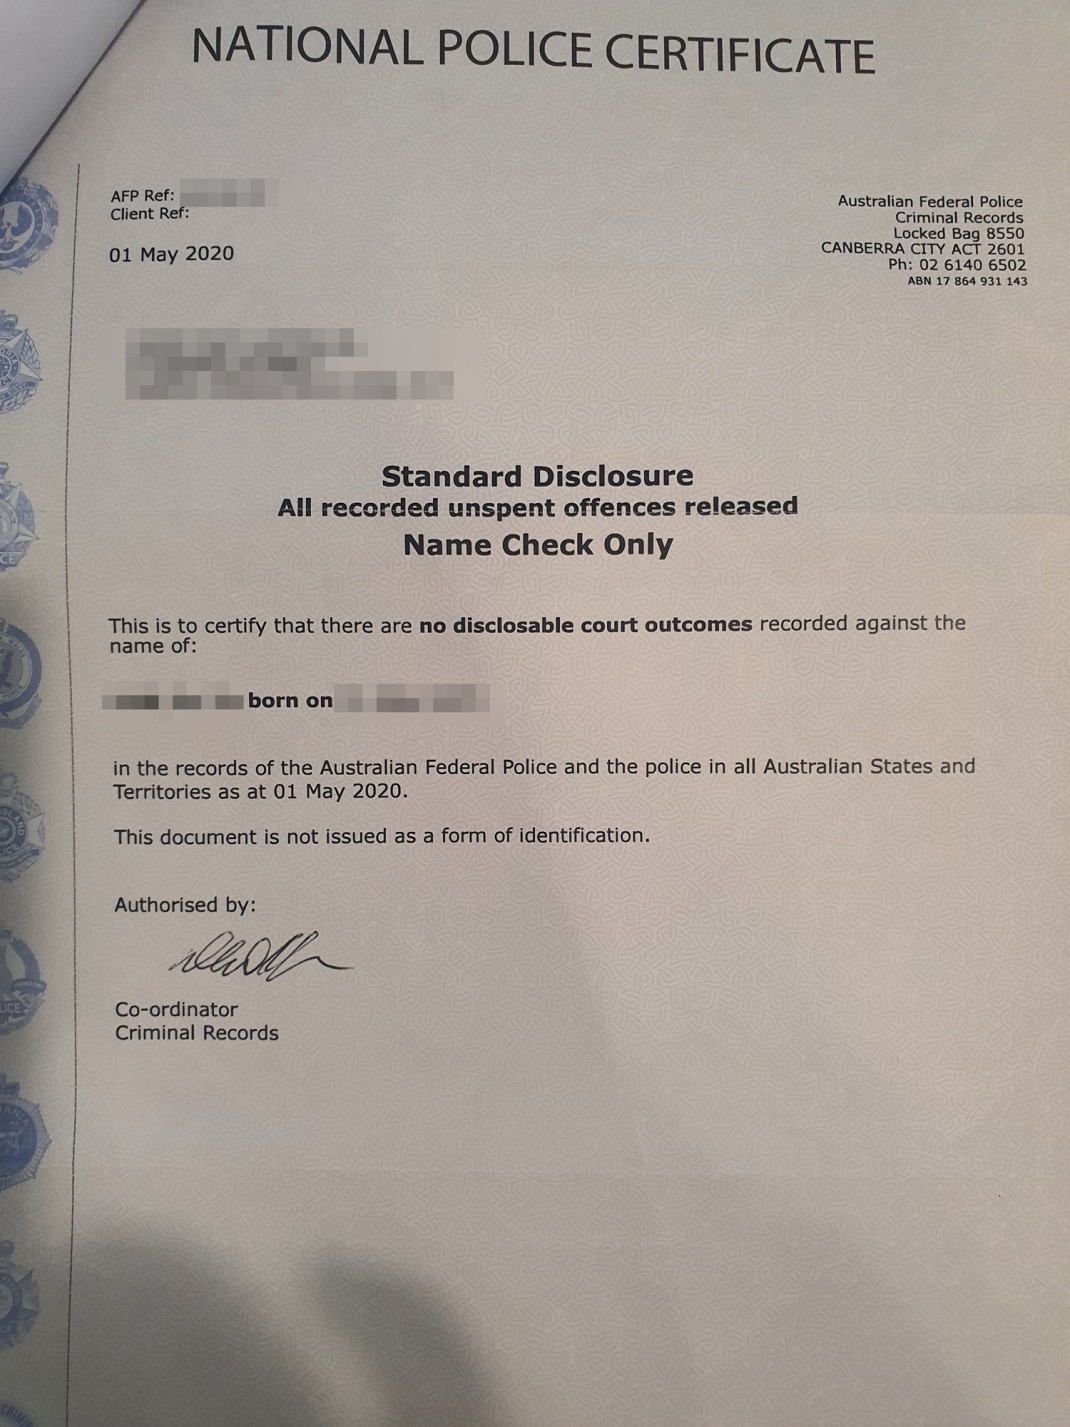 NATIONAL POLICE CERTIFICATE
AFP Ref:
Client Ref:
01 May 2020
Australian Federal Police
Criminal Records
Locked Bag 8550
CANBERRA CITY ACT 2601
Ph: 02 6140 6502
ABN 17 864 931 143
Standard Disclosure
All recorded unspent offences released
Name Check Only
This is to certify that there are no disclosable court outcomes recorded against the
name of:
born on
in the records of the Australian Federal Police and the police in all Australian States and
Territories as at 01 May 2020.
This document is not issued as a form of identification.
Authorised by:
Co-ordinator
Criminal Records